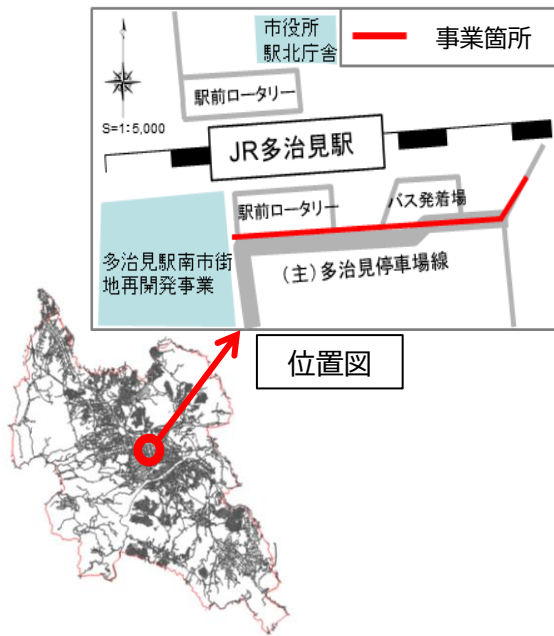 市役所
駅北庁舎
事業箇所
駅前ロータリー
S=1:5,000
JR多治見駅
駅前ロータリー
バス発着場
多治見駅南市街
地再開発事業
(主)多治見停車場線
位置図